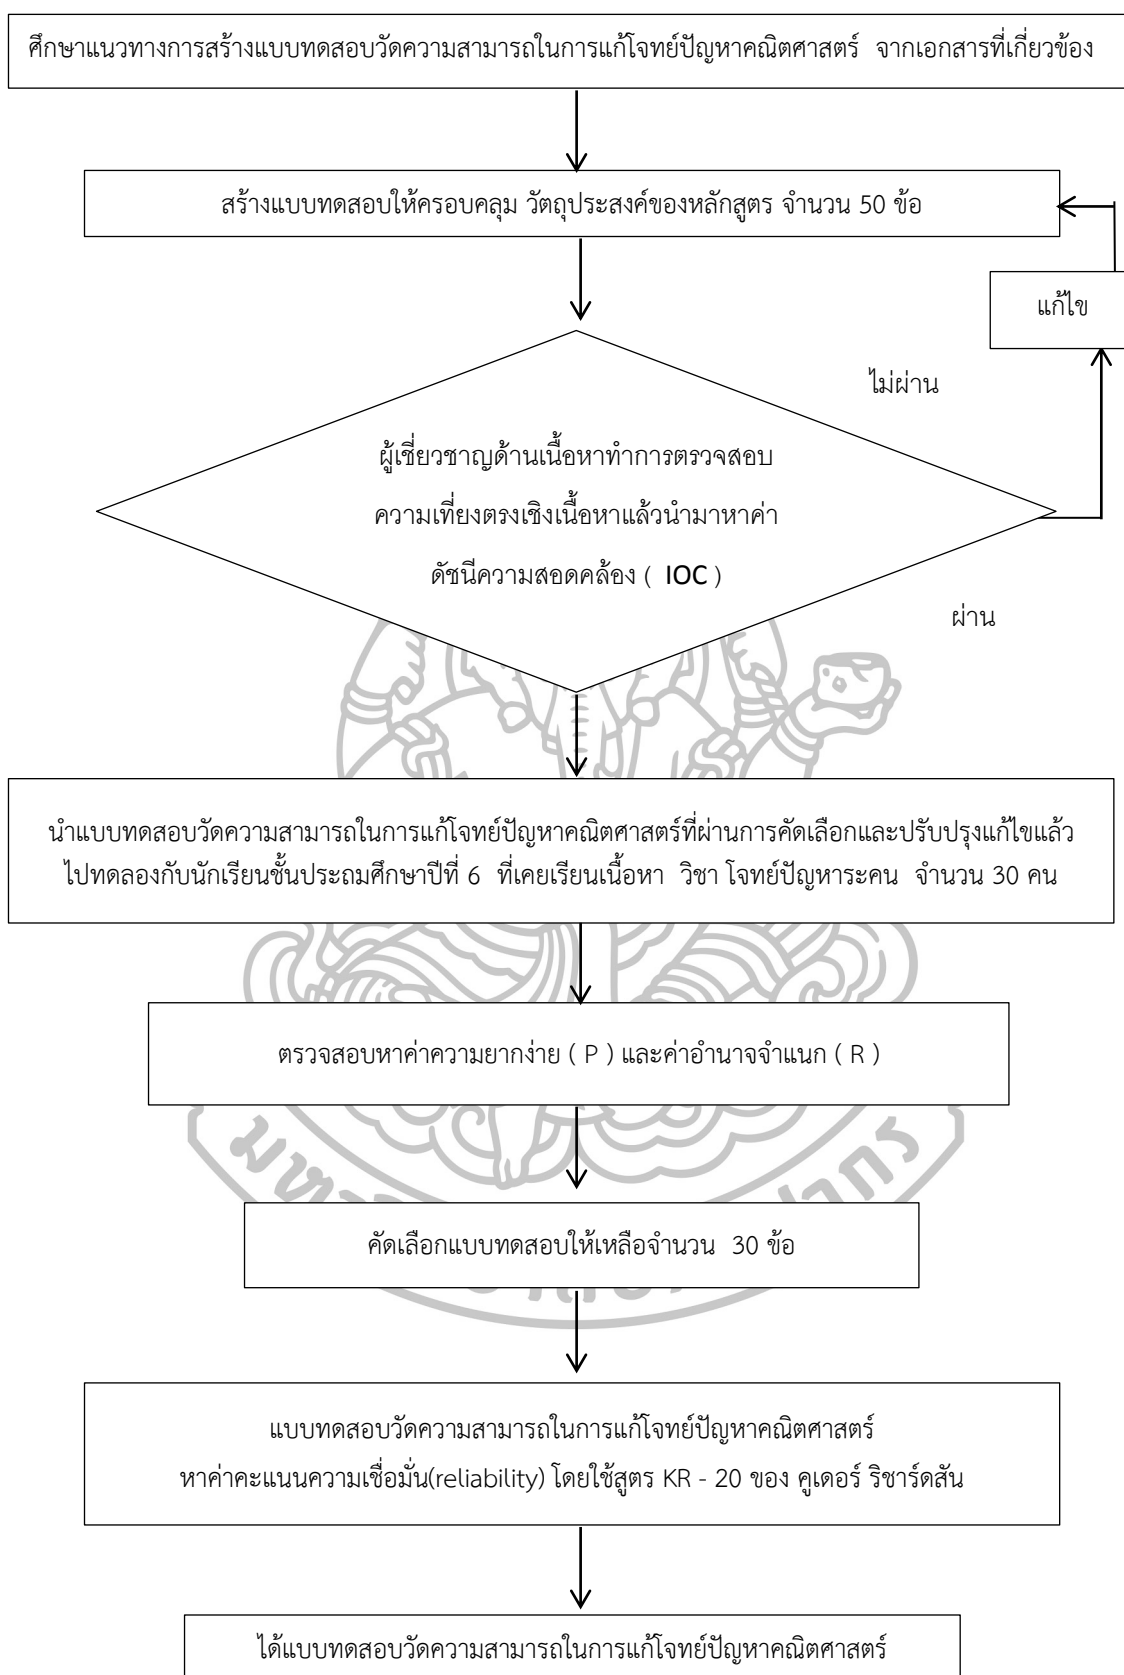 ศึกษาแนวทางการสร้างแบบทดสอบวัดความสามารถในการแก้โจทย์ปัญหาคณิตศาสตร์ จากเอกสารที่เกี่ยวข้อง
สร้างแบบทดสอบให้ครอบคลุม วัตถุประสงค์ของหลักสูตร จำนวน 50 ข้อ
แก้ไข
ไม่ผ่าน
ผู้เชี่ยวชาญด้านเนื้อหาทำการตรวจสอบ
ความเที่ยงตรงเชิงเนื้อหาแล้วนำมาหาค่า
ดัชนีความสอดคล้อง ( IOC )
ผ่าน
นำแบบทดสอบวัดความสามารถในการแก้โจทย์ปัญหาคณิตศาสตร์ที่ผ่านการคัดเลือกและปรับปรุงแก้ไขแล้ว
ไปทดลองกับนักเรียนชั้นประถมศึกษาปีที่ 6 ที่เคยเรียนเนื้อหา วิชา โจทย์ปัญหาระคน จำนวน 30 คน
ตรวจสอบหาค่าความยากง่าย ( P ) และค่าอำนาจจำแนก ( R )
คัดเลือกแบบทดสอบให้เหลือจำนวน 30 ข้อ
แบบทดสอบวัดความสามารถในการแก้โจทย์ปัญหาคณิตศาสตร์
หาค่าคะแนนความเชื่อมั่น(reliability) โดยใช้สูตร KR - 20 ของ คูเดอร์ ริชาร์ดสัน
ได้แบบทดสอบวัดความสามารถในการแก้โจทย์ปัญหาคณิตศาสตร์